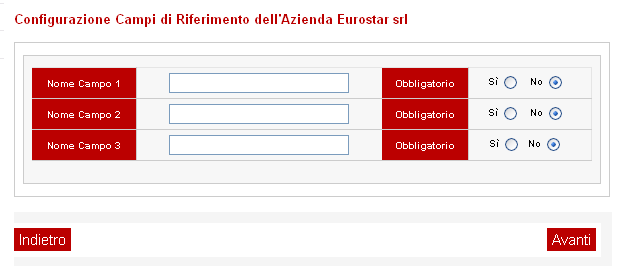 Configurazione Campi di Riferimento dell'Azienda Eurostar srl
Nome Campo 1 Obbligatorio Sì No
Nome Campo 2 Obbligatorio Sì No
Nome Campo 3 Obbligatorio Sì No
Indietro Avanti